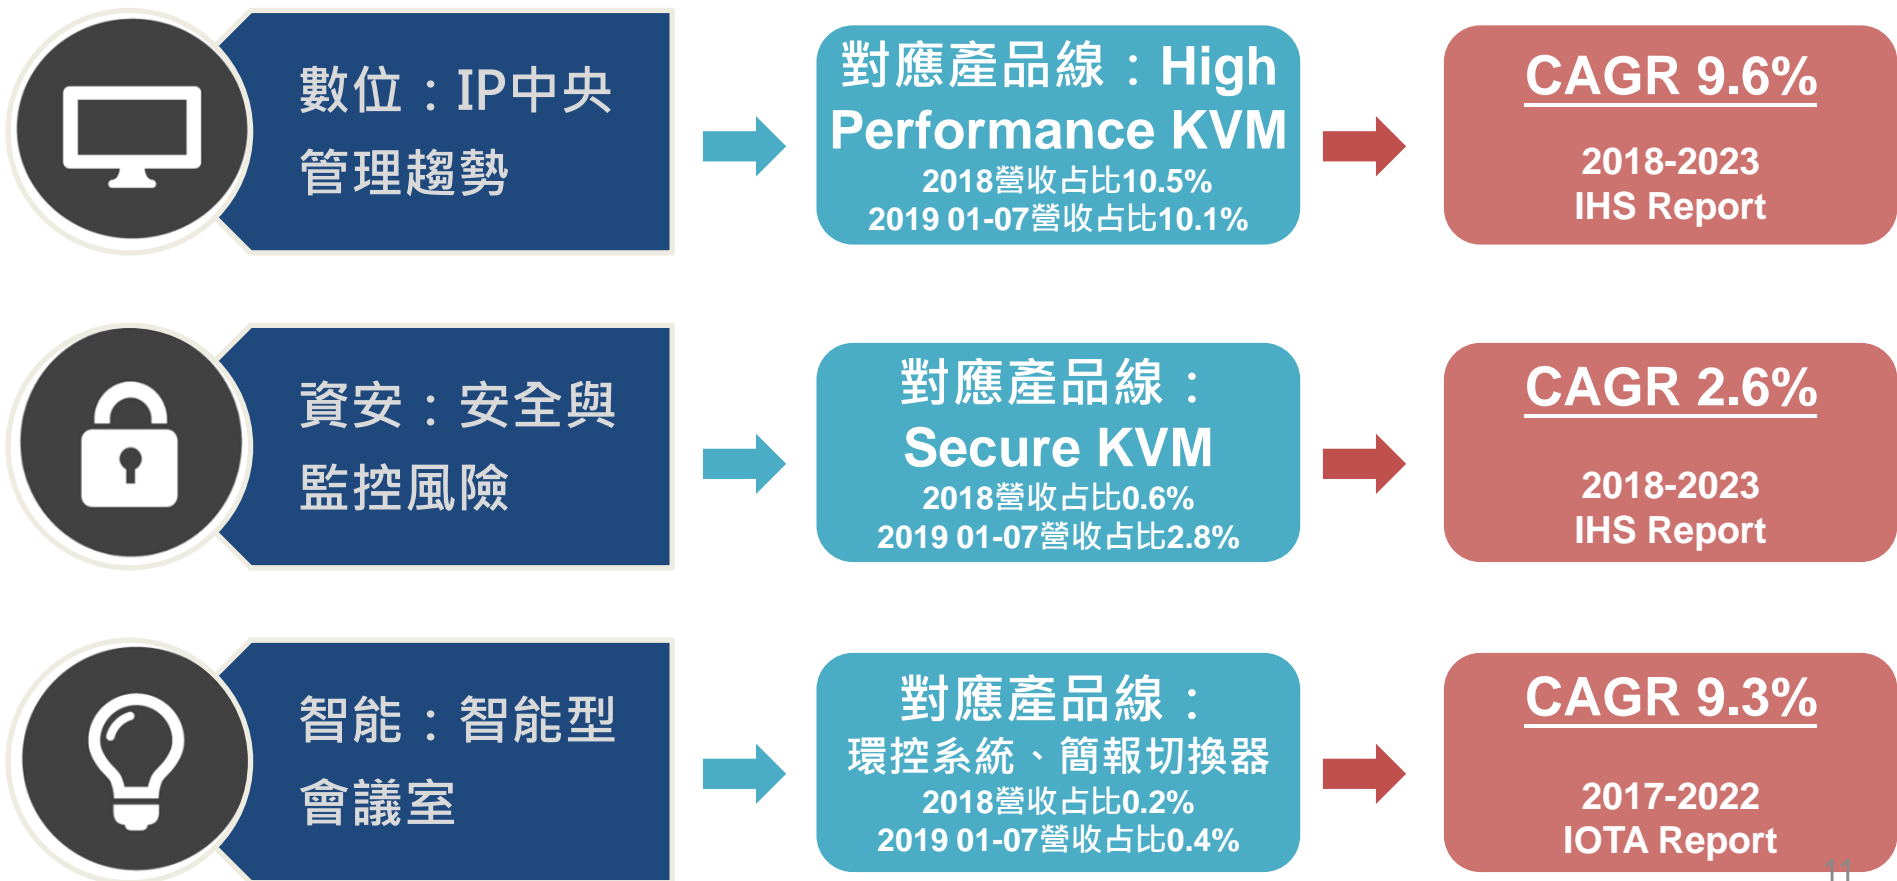 數位：IP中央
管理趨勢
對應產品線：High
Performance KVM
2018營收占比10.5%
2019 01-07營收占比10.1%
CAGR 9.6%
2018-2023
IHS Report
資安：安全與
監控風險
對應產品線：
Secure KVM
2018營收占比0.6%
2019 01-07營收占比2.8%
CAGR 2.6%
2018-2023
IHS Report
智能：智能型
會議室
對應產品線：
環控系統、簡報切換器
2018營收占比0.2%
2019 01-07營收占比0.4%
CAGR 9.3%
2017-2022
IOTA Report
11